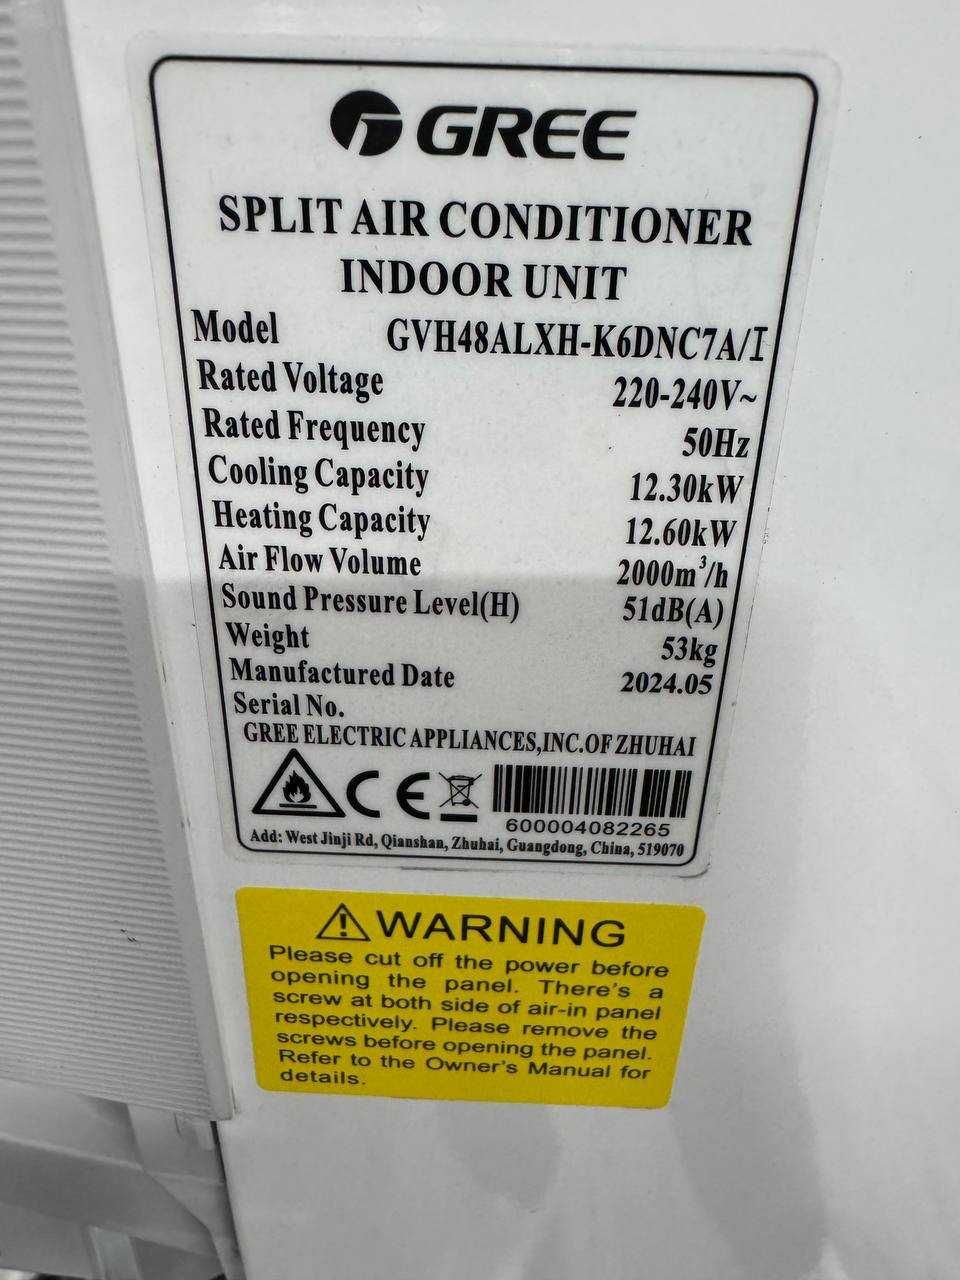 GREE
SPLIT AIR CONDITIONER
INDOOR UNIT
Model GVH48ALXH-K6DNC7A/I
Rated Voltage 220-240V~
Rated Frequency 50Hz
Cooling Capacity 12.30kW
Heating Capacity 12.60kW
Air Flow Volume 2000m³/h
Sound Pressure Level(H) 51dB(A)
Weight 53kg
Manufactured Date 2024.05
Serial No.
GREE ELECTRIC APPLIANCES,INC.OF ZHUHAI
CE
600004082265
Add: West Jinji Rd, Qianshan, Zhuhai, Guangdong, China, 519070
WARNING
Please cut off the power before
opening the panel. There's a
screw at both side of air-in panel
respectively. Please remove the
screws before opening the panel.
Refer to the Owner's Manual for
details.